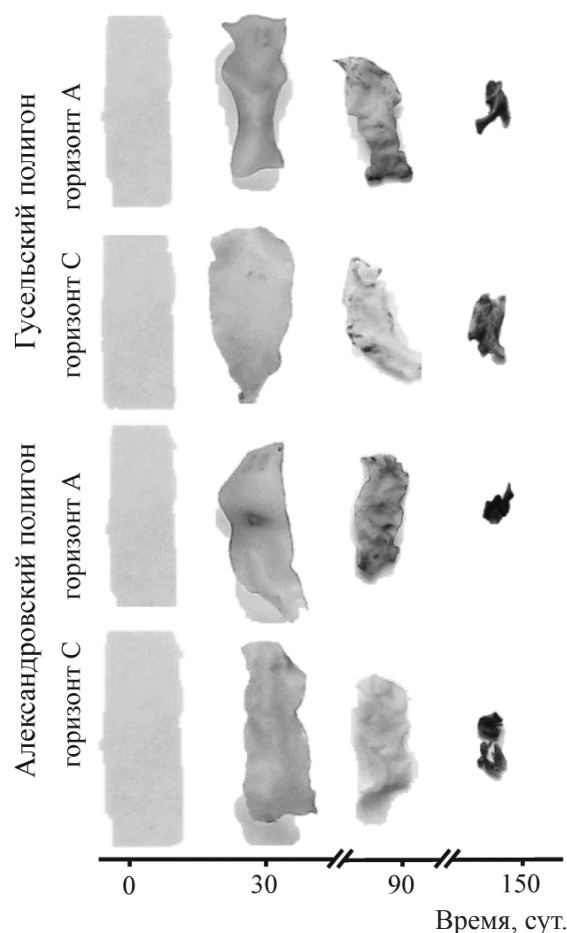 Гусельский полигон
горизонт А
горизонт С
Александровский полигон
горизонт А
горизонт С
0 30 90 150
Время, сут.